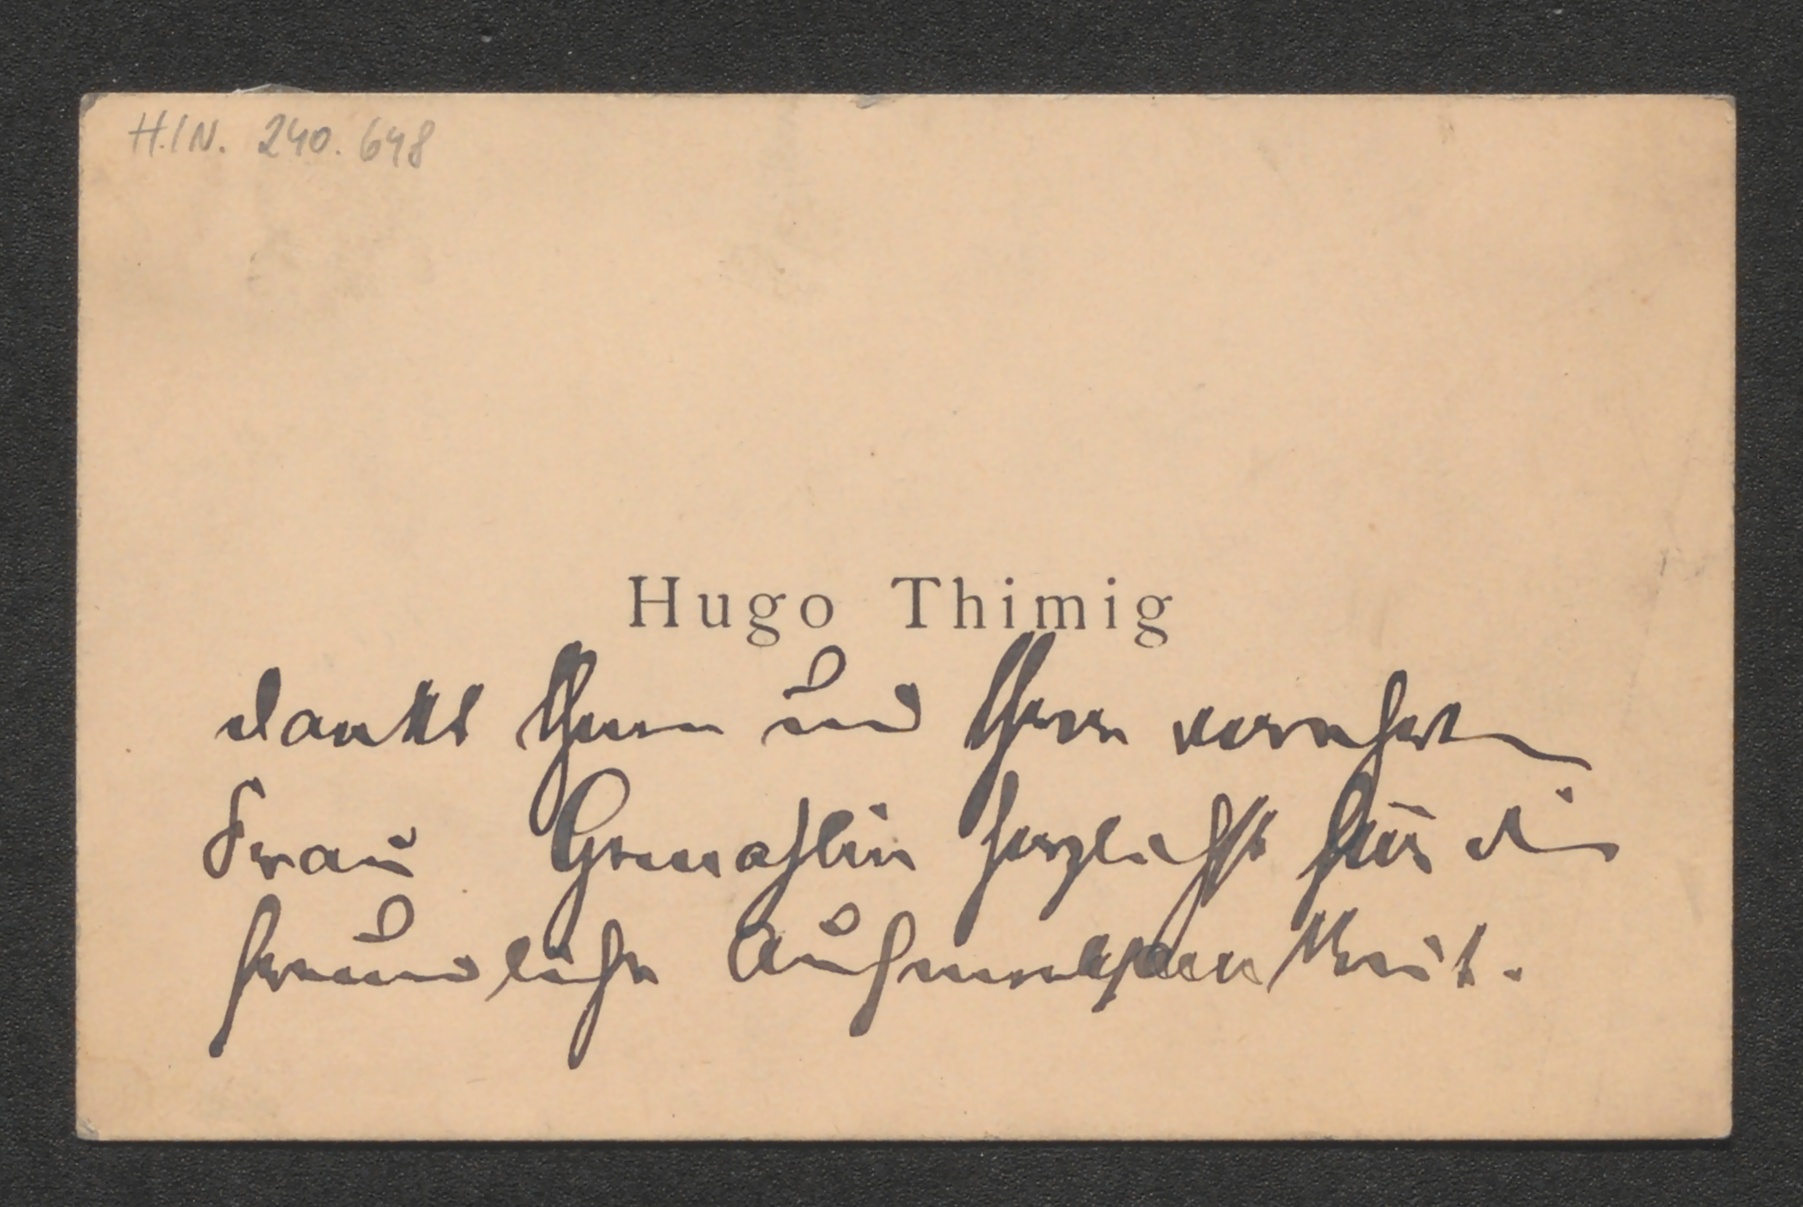 H.I.N. 240.648
Hugo Thimig
dankt Ihnen und Ihrer verehrten
Frau Gemahlin herzlichst für die
freundliche Aufmerksamkeit.